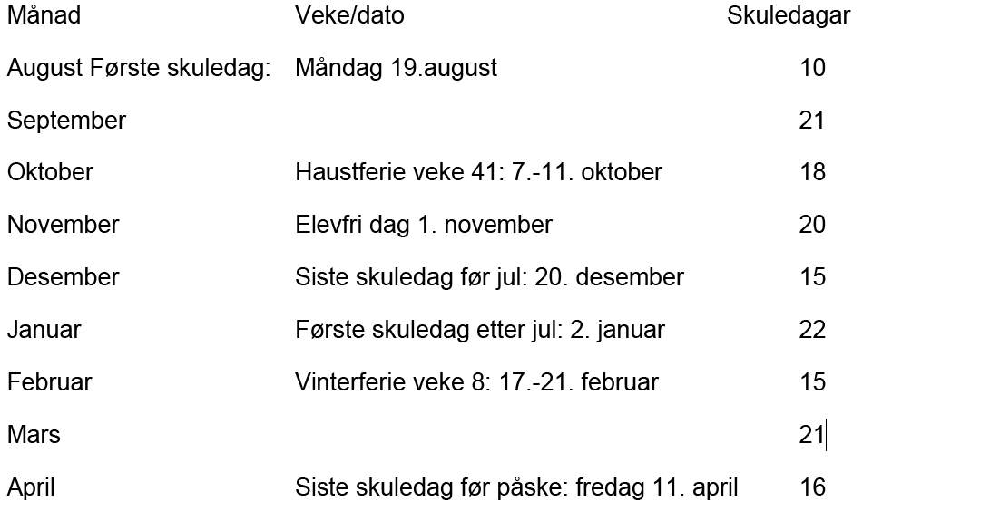 Månad Veke/dato Skuledagar
August Første skuledag: Måndag 19.august 10
September 21
Oktober Haustferie veke 41: 7.-11. oktober 18
November Elevfri dag 1. november 20
Desember Siste skuledag før jul: 20. desember 15
Januar Første skuledag etter jul: 2. januar 22
Februar Vinterferie veke 8: 17.-21. februar 15
Mars 21
April Siste skuledag før påske: fredag 11. april 16